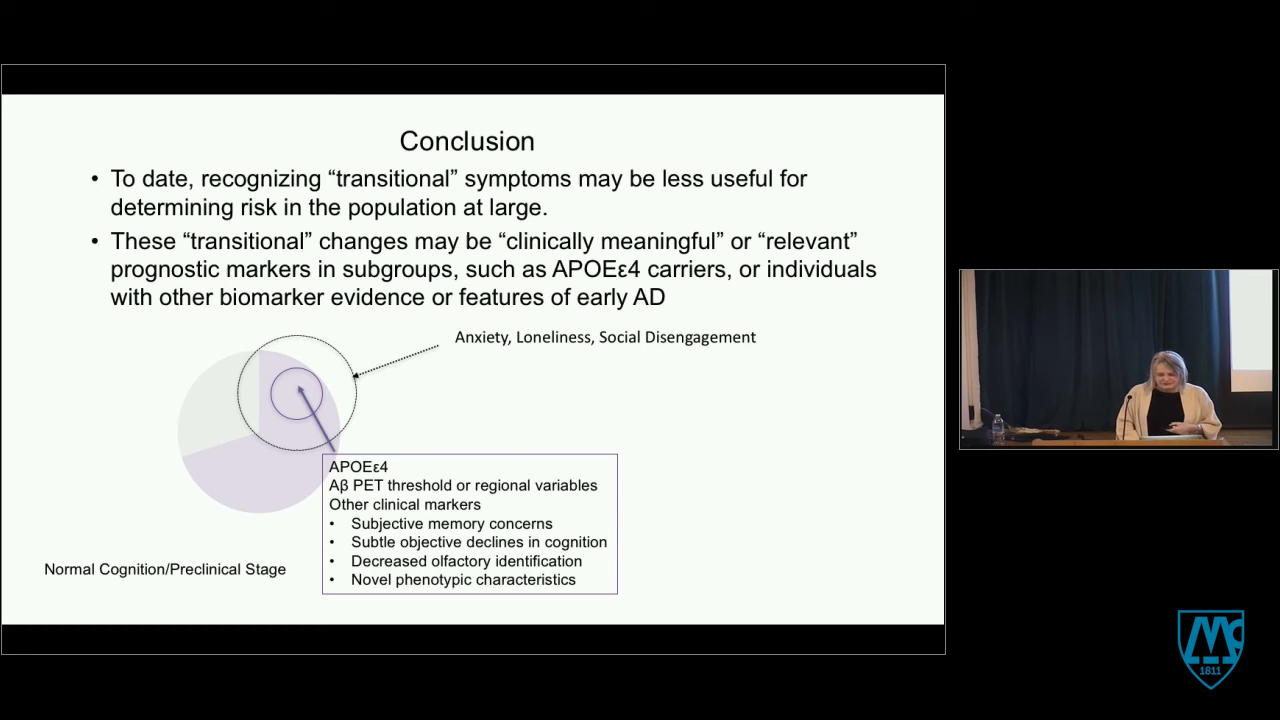 Conclusion
• To date, recognizing “transitional” symptoms may be less useful for
determining risk in the population at large.
• These “transitional” changes may be “clinically meaningful” or “relevant”
prognostic markers in subgroups, such as APOEε4 carriers, or individuals
with other biomarker evidence or features of early AD
Anxiety, Loneliness, Social Disengagement
APOEε4
Aβ PET threshold or regional variables
Other clinical markers
• Subjective memory concerns
• Subtle objective declines in cognition
• Decreased olfactory identification
• Novel phenotypic characteristics
Normal Cognition/Preclinical Stage
Mc
1811